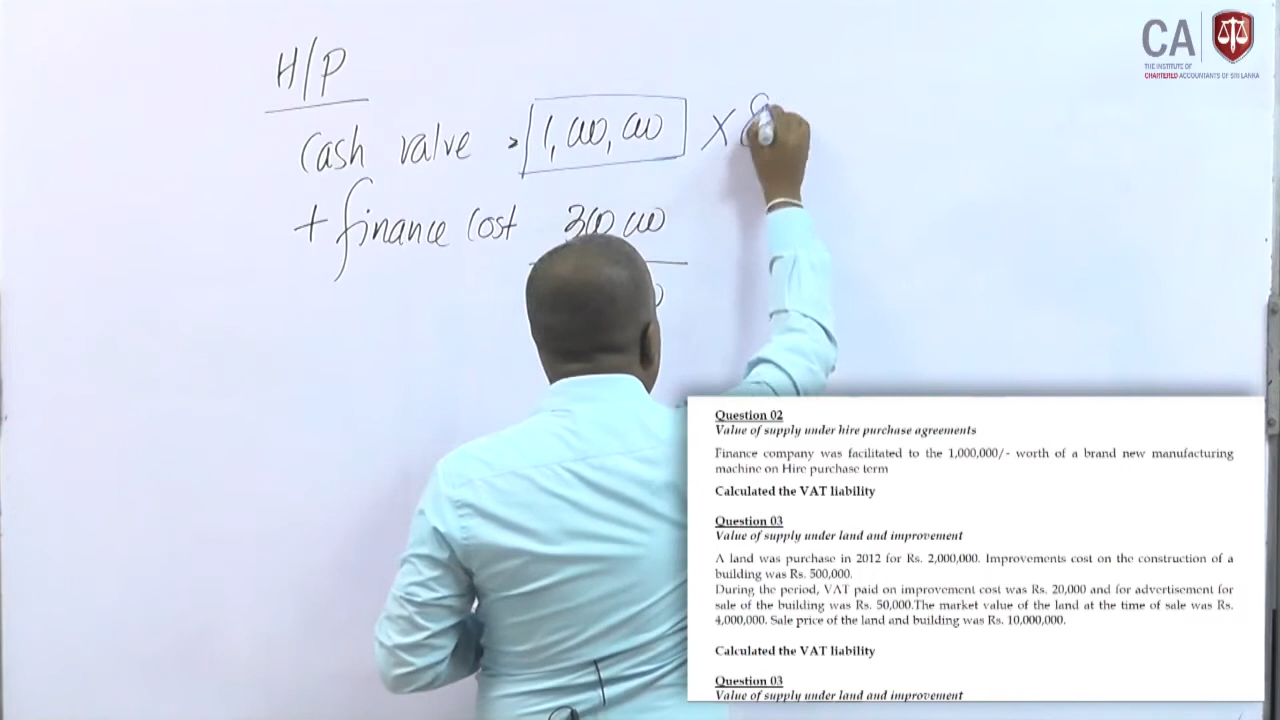 CA
THE INSTITUTE OF
CHARTERED ACCOUNTANTS OF SRI LANKA
H/P
Cash value 1,000,000 X 8
+ finance cost 300 000
Question 02
Value of supply under hire purchase agreements
Finance company was facilitated to the 1,000,000/- worth of a brand new manufacturing
machine on Hire purchase term
Calculated the VAT liability
Question 03
Value of supply under land and improvement
A land was purchase in 2012 for Rs. 2,000,000. Improvements cost on the construction of a
building was Rs. 500,000.
During the period, VAT paid on improvement cost was Rs. 20,000 and for advertisement for
sale of the building was Rs. 50,000.The market value of the land at the time of sale was Rs.
4,000,000. Sale price of the land and building was Rs. 10,000,000.
Calculated the VAT liability
Question 03
Value of supply under land and improvement